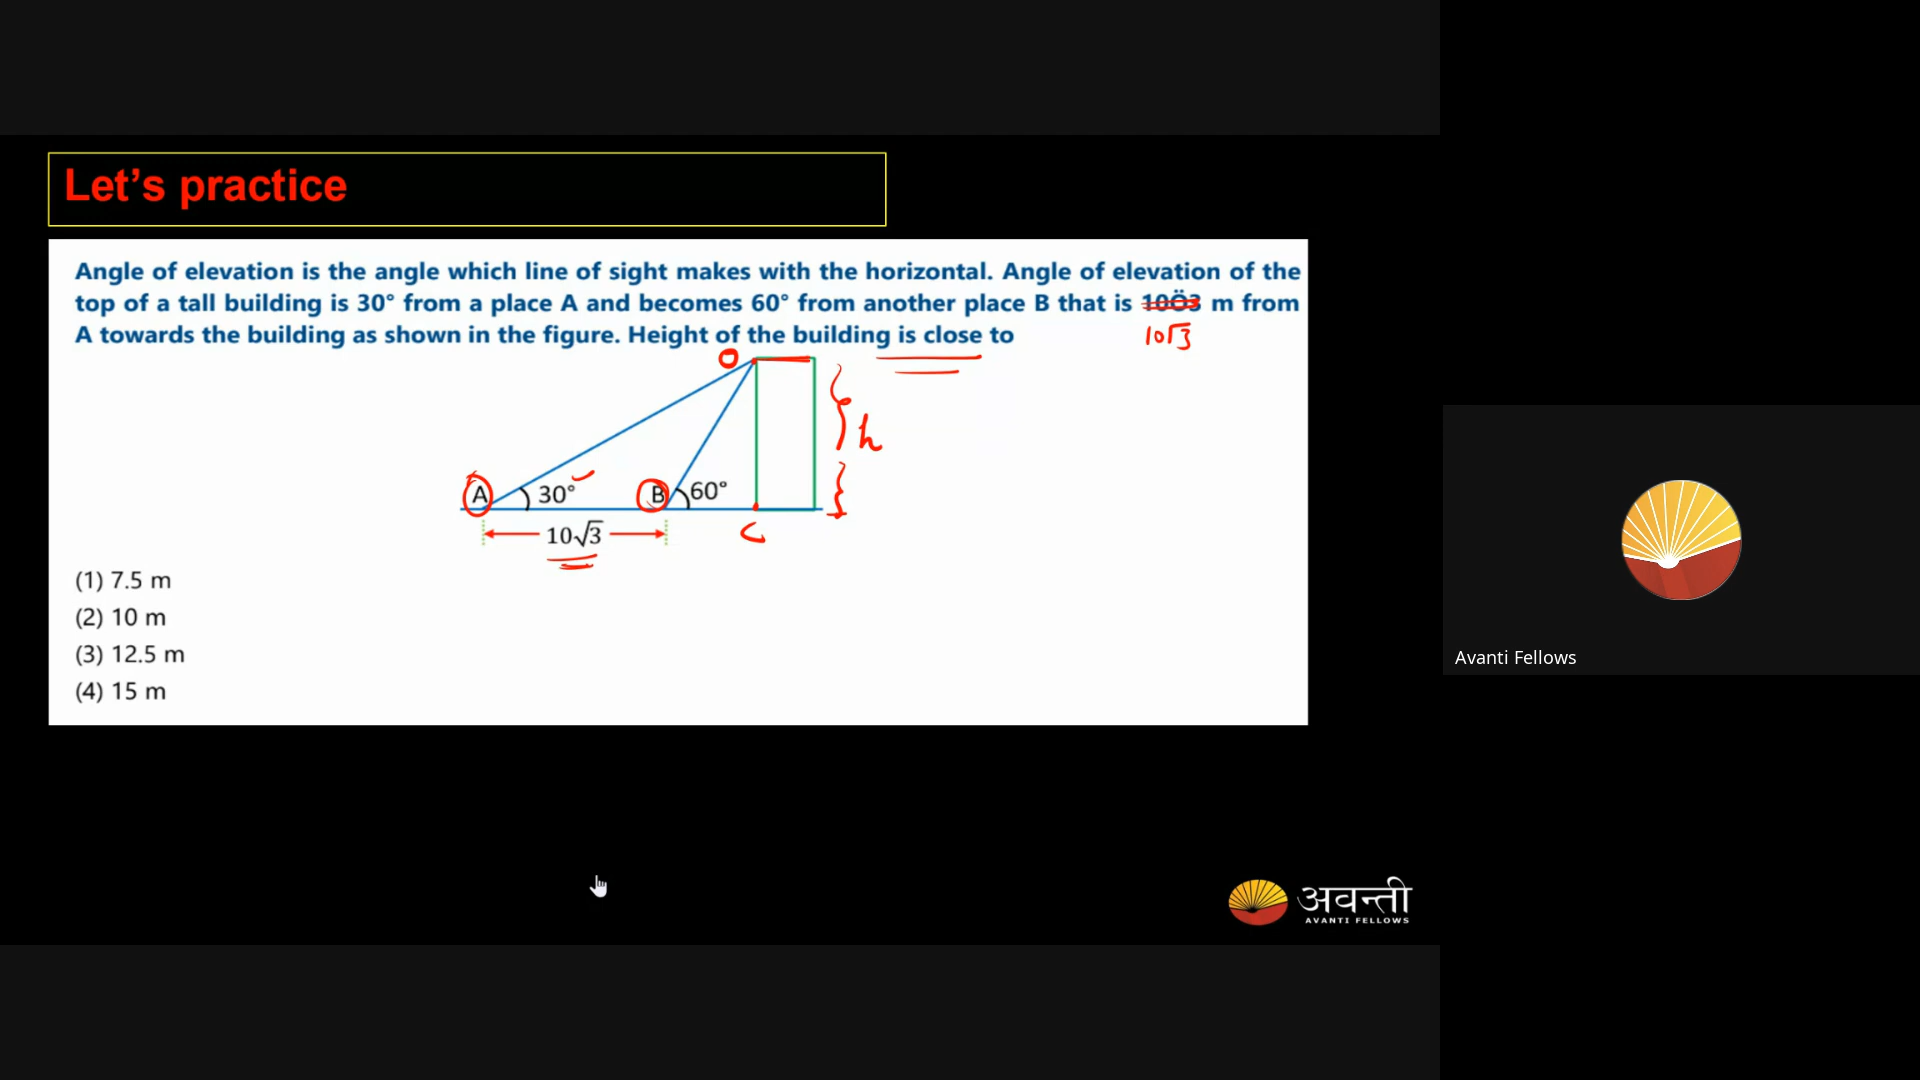 Let's practice
Angle of elevation is the angle which line of sight makes with the horizontal. Angle of elevation of the
top of a tall building is 30° from a place A and becomes 60° from another place B that is 10Ö3 m from
10√3
A towards the building as shown in the figure. Height of the building is close to
O
h
A 30° B 60°
10√3
C
(1) 7.5 m
(2) 10 m
(3) 12.5 m
(4) 15 m
Avanti Fellows
अवन्ती
AVANTI FELLOWS